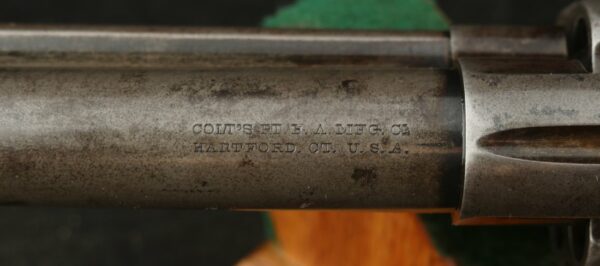 COLT'S PT. F. A. MFG. Co.
HARTFORD. CT. U.S.A.